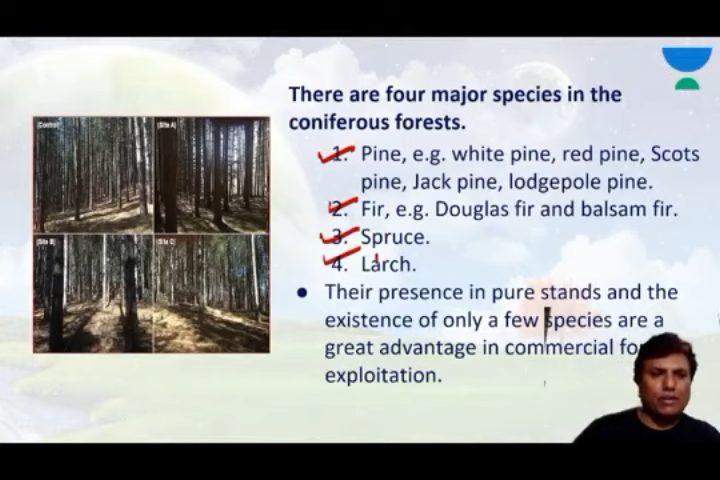 There are four major species in the
coniferous forests.
1. Pine, e.g. white pine, red pine, Scots
pine, Jack pine, lodgepole pine.
2. Fir, e.g. Douglas fir and balsam fir.
3. Spruce.
4. Larch.
● Their presence in pure stands and the
existence of only a few species are a
great advantage in commercial
exploitation.
(Control)
(Site A)
(Site B)
(Site C)